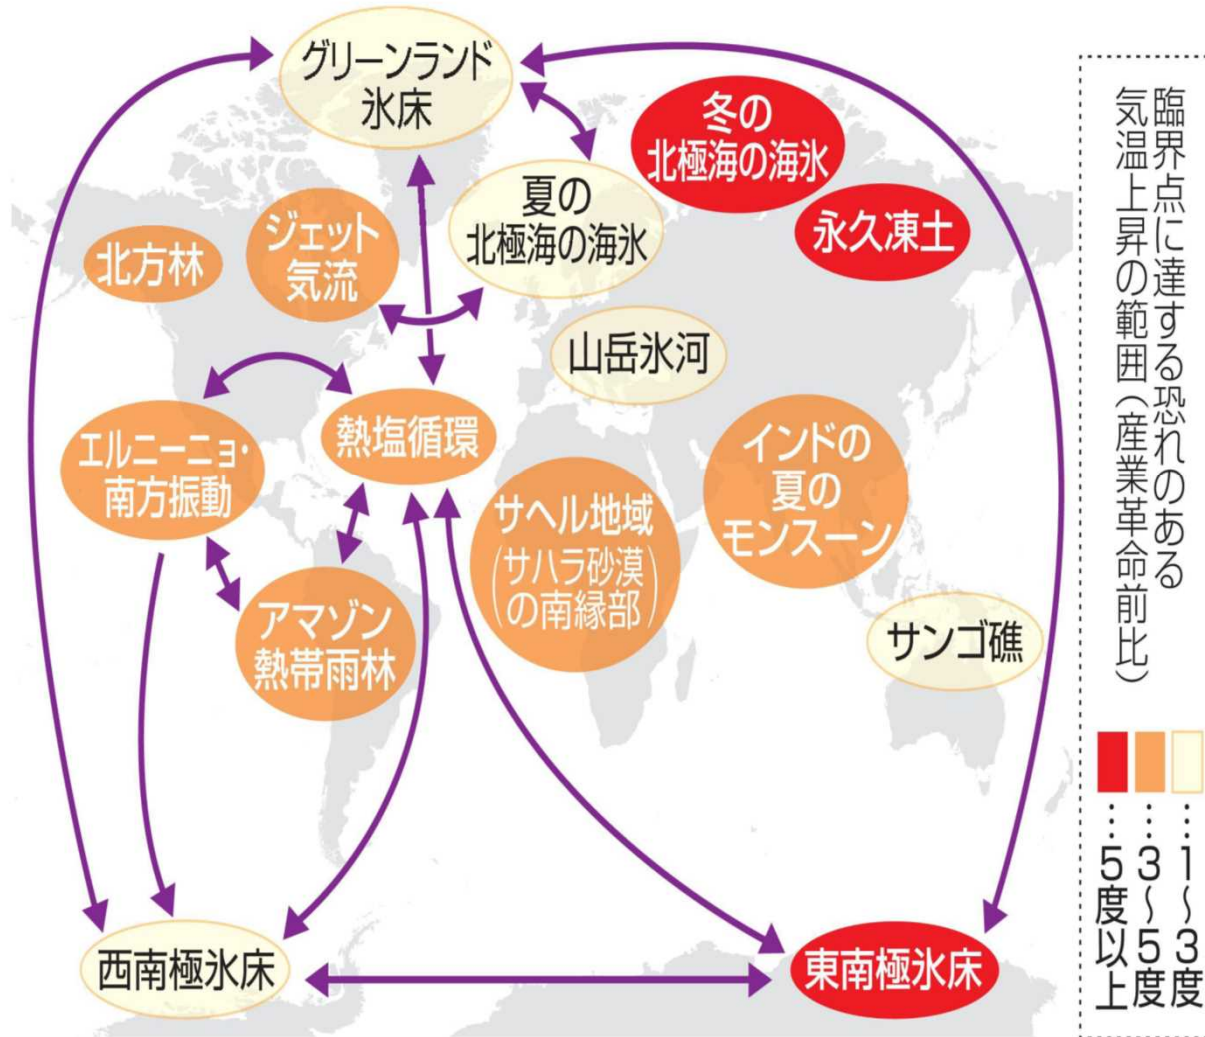 グリーンランド
氷床
冬の
北極海の海氷
夏の
北極海の海氷
永久凍土
ジェット
気流
北方林
山岳氷河
熱塩循環
エルニーニョ・
南方振動
インドの
夏の
モンスーン
サヘル地域
(サハラ砂漠
の南縁部)
アマゾン
熱帯雨林
サンゴ礁
西南極氷床
東南極氷床
臨界点に達する恐れのある
気温上昇の範囲(産業革命前比)
…1～3度
…3～5度
…5度以上